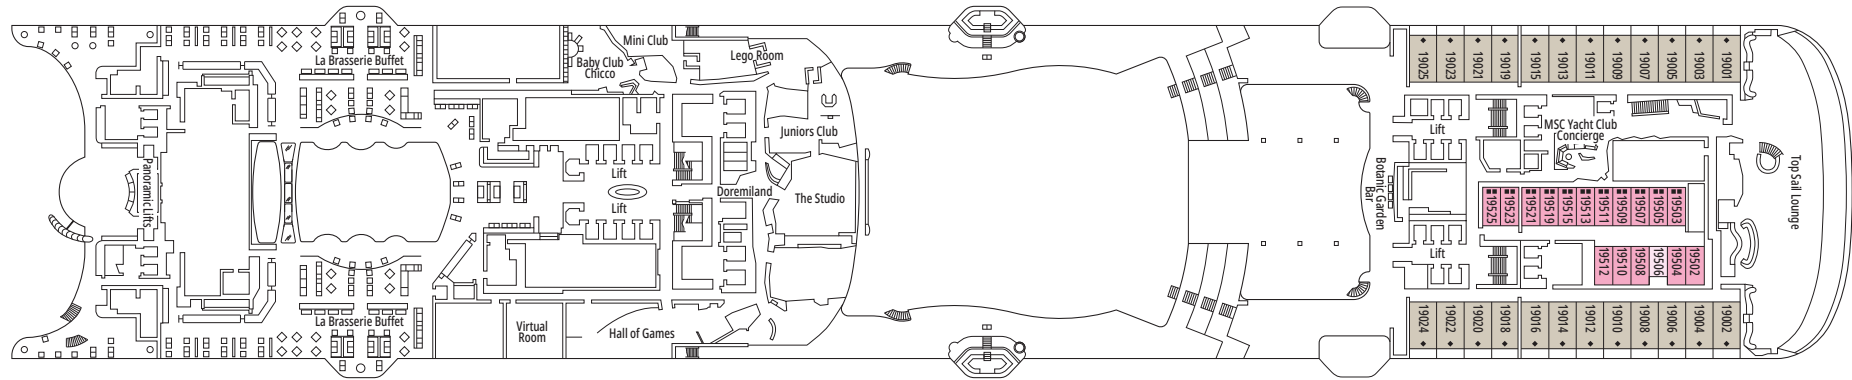 La Brasserie Buffet
Mini Club
Baby Club
Chicco
Lego Room
Juniors Club
Panoramic Lifts
Lift
Lift
Doremiland
The Studio
La Brasserie Buffet
Virtual
Room
Hall of Games
Lift
Lift
Botanic Garden
Bar
MSC Yacht Club
Concierge
Top Sail Lounge
19025
19023
19021
19019
19015
19013
19011
19009
19007
19005
19003
19001
19525
19523
19521
19519
19515
19513
19511
19509
19507
19505
19503
19512
19510
19508
19506
19504
19502
19024
19022
19020
19018
19016
19014
19012
19010
19008
19006
19004
19002